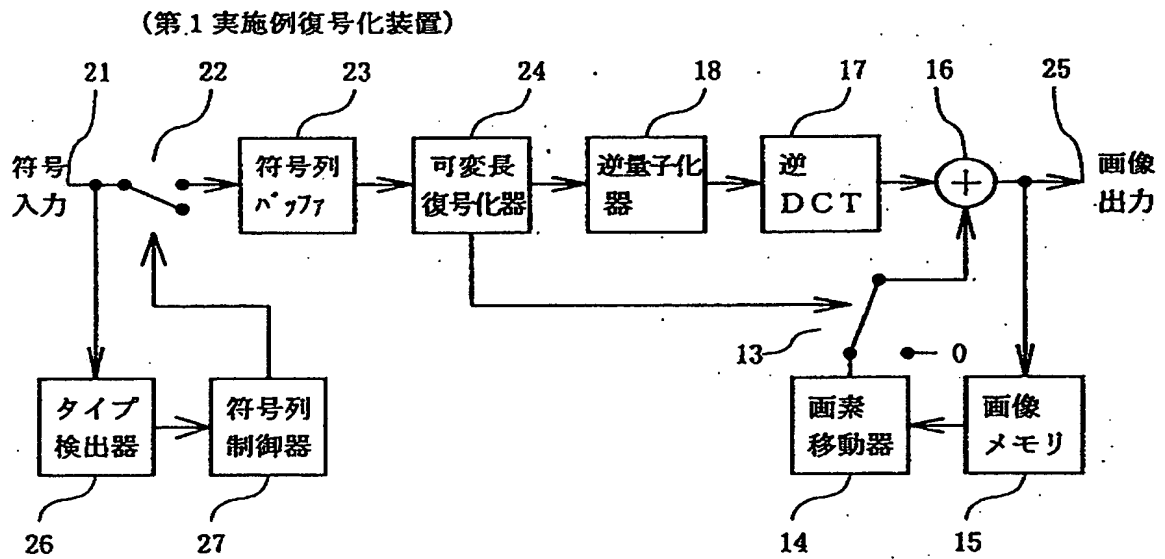 (第1実施例復号化装置)
21
22
23
24
18
17
16
25
符号
入力
符号列
バッファ
可変長
復号化器
逆量子化
器
逆
DCT
+
画像
出力
13
0
タイプ
検出器
符号列
制御器
画素
移動器
画像
メモリ
26
27
14
15